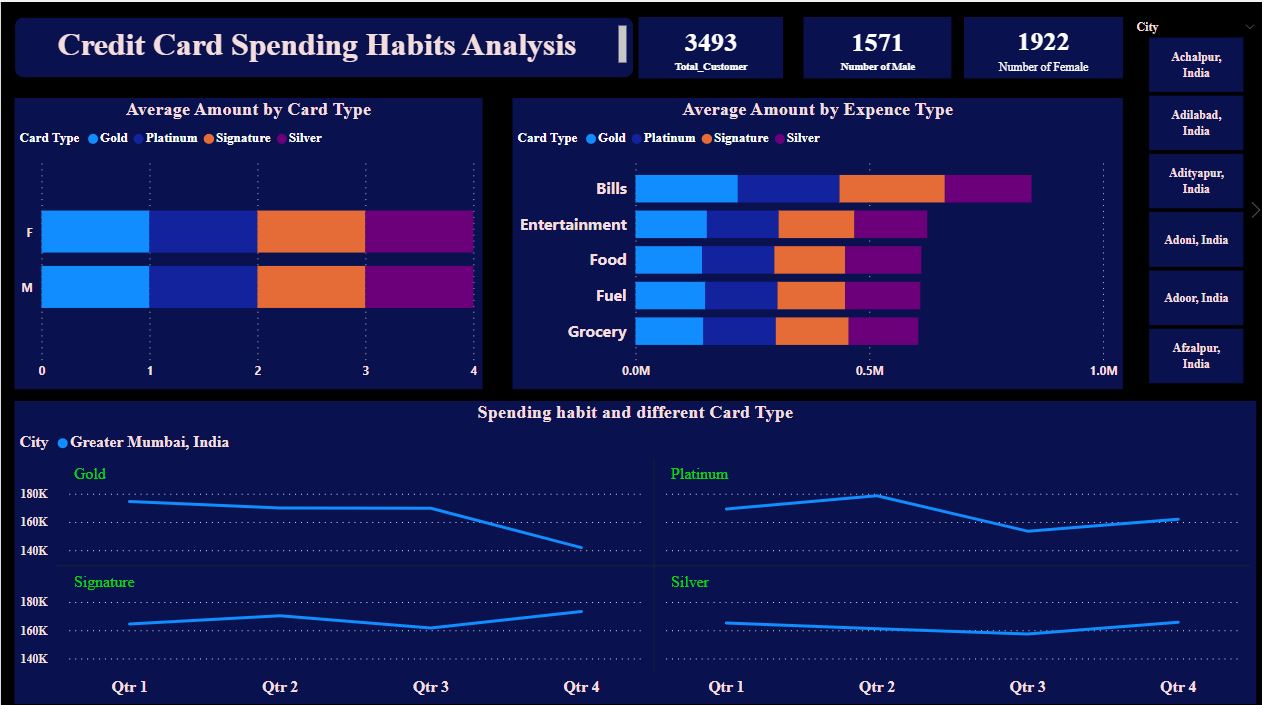 Credit Card Spending Habits Analysis
3493
Total_Customer
1571
Number of Male
1922
Number of Female
City
Achalpur,
India
Adilabad,
India
Adityapur,
India
Adoni, India
Adoor, India
Afzalpur,
India
Average Amount by Card Type
Card Type Gold Platinum Signature Silver
F
M
0 1 2 3 4
Average Amount by Expence Type
Card Type Gold Platinum Signature Silver
Bills
Entertainment
Food
Fuel
Grocery
0.0M 0.5M 1.0M
Spending habit and different Card Type
City Greater Mumbai, India
Gold Platinum
180K
160K
140K
Signature Silver
180K
160K
140K
Qtr 1 Qtr 2 Qtr 3 Qtr 4 Qtr 1 Qtr 2 Qtr 3 Qtr 4